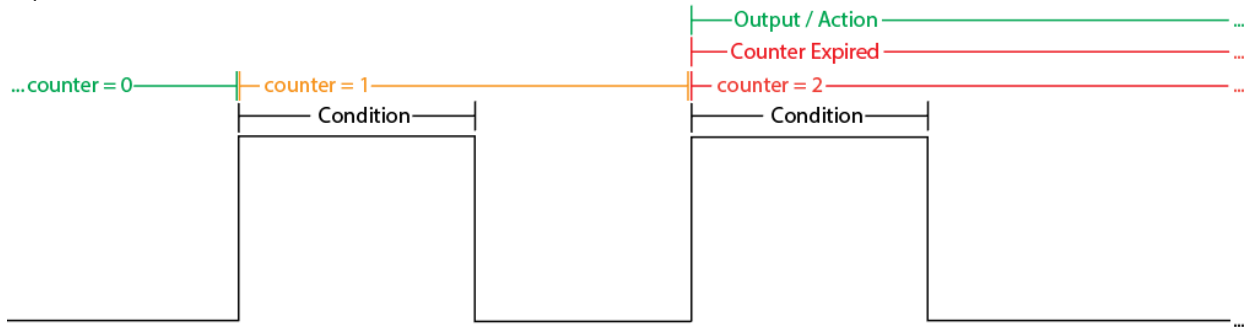 Output / Action ...
Counter Expired ...
...counter = 0 counter = 1 counter = 2 ...
Condition Condition
...